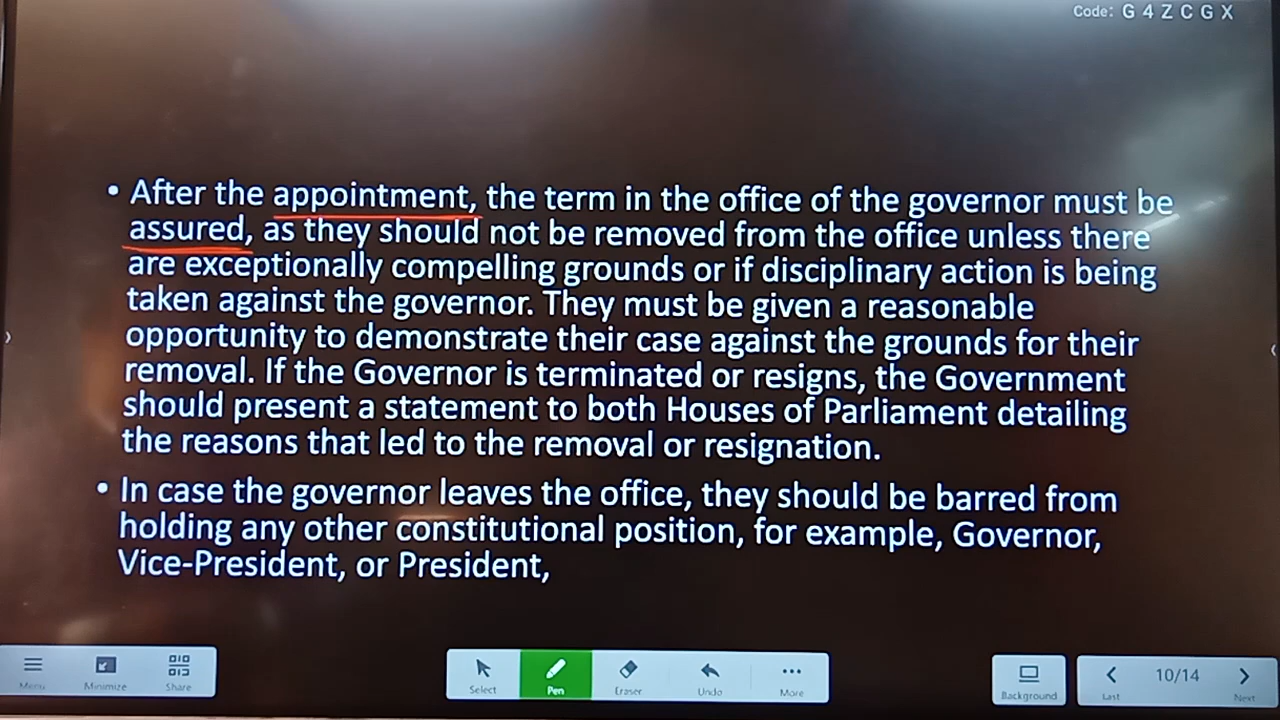 Code: G 4 Z C G X
• After the appointment, the term in the office of the governor must be
assured, as they should not be removed from the office unless there
are exceptionally compelling grounds or if disciplinary action is being
taken against the governor. They must be given a reasonable
opportunity to demonstrate their case against the grounds for their
removal. If the Governor is terminated or resigns, the Government
should present a statement to both Houses of Parliament detailing
the reasons that led to the removal or resignation.
• In case the governor leaves the office, they should be barred from
holding any other constitutional position, for example, Governor,
Vice-President, or President,
Menu Minimize Share Select Pen Eraser Undo More Background Last 10/14 Next